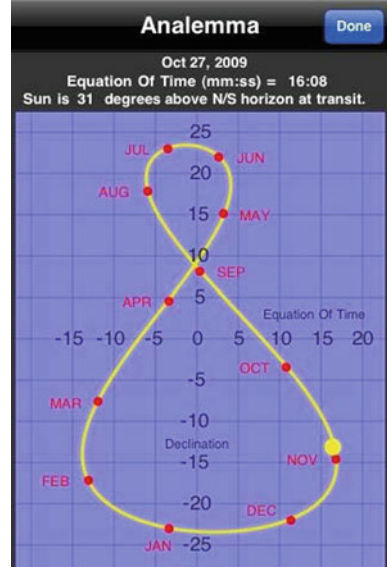 Analemma
Done
Oct 27, 2009
Equation Of Time (mm:ss) = 16:08
Sun is 31 degrees above N/S horizon at transit.
25
JUL
JUN
20
AUG
15
MAY
10
SEP
5
APR
Equation Of Time
-15 -10 -5 0 5 10 15 20
OCT
-5
MAR
-10
Declination
NOV
-15
FEB
-20
DEC
JAN
-25